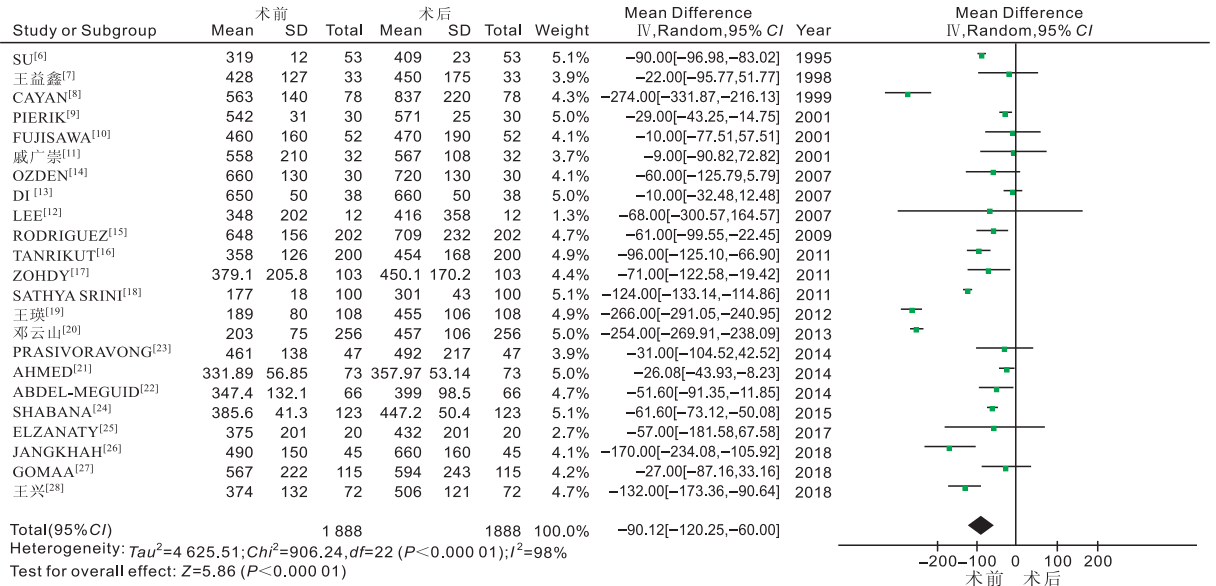 术前 术后 Mean Difference Mean Difference
Study or Subgroup Mean SD Total Mean SD Total Weight Ⅳ,Random,95% CI Year Ⅳ,Random,95% CI
SU[6] 319 12 53 409 23 53 5.1% −90.00[−96.98,−83.02] 1995
王益鑫[7] 428 127 33 450 175 33 3.9% −22.00[−95.77,51.77] 1998
CAYAN[8] 563 140 78 837 220 78 4.3% −274.00[−331.87,−216.13] 1999
PIERIK[9] 542 31 30 571 25 30 5.0% −29.00[−43.25,−14.75] 2001
FUJISAWA[10] 460 160 52 470 190 52 4.1% −10.00[−77.51,57.51] 2001
戚广崇[11] 558 210 32 567 108 32 3.7% −9.00[−90.82,72.82] 2001
OZDEN[14] 660 130 30 720 130 30 4.1% −60.00[−125.79,5.79] 2007
DI[13] 650 50 38 660 50 38 5.0% −10.00[−32.48,12.48] 2007
LEE[12] 348 202 12 416 358 12 1.3% −68.00[−300.57,164.57] 2007
RODRIGUEZ[15] 648 156 202 709 232 202 4.7% −61.00[−99.55,−22.45] 2009
TANRIKUT[16] 358 126 200 454 168 200 4.9% −96.00[−125.10,−66.90] 2011
ZOHDY[17] 379.1 205.8 103 450.1 170.2 103 4.4% −71.00[−122.58,−19.42] 2011
SATHYA SRINI[18] 177 18 100 301 43 100 5.1% −124.00[−133.14,−114.86] 2011
王瑛[19] 189 80 108 455 106 108 4.9% −266.00[−291.05,−240.95] 2012
邓云山[20] 203 75 256 457 106 256 5.0% −254.00[−269.91,−238.09] 2013
PRASIVORAVONG[23] 461 138 47 492 217 47 3.9% −31.00[−104.52,42.52] 2014
AHMED[21] 331.89 56.85 73 357.97 53.14 73 5.0% −26.08[−43.93,−8.23] 2014
ABDEL-MEGUID[22] 347.4 132.1 66 399 98.5 66 4.7% −51.60[−91.35,−11.85] 2014
SHABANA[24] 385.6 41.3 123 447.2 50.4 123 5.1% −61.60[−73.12,−50.08] 2015
ELZANATY[25] 375 201 20 432 201 20 2.7% −57.00[−181.58,67.58] 2017
JANGKHAH[26] 490 150 45 660 160 45 4.1% −170.00[−234.08,−105.92] 2018
GOMAA[27] 567 222 115 594 243 115 4.2% −27.00[−87.16,33.16] 2018
王兴[28] 374 132 72 506 121 72 4.7% −132.00[−173.36,−90.64] 2018
Total(95%CI) 1 888 1888 100.0% −90.12[−120.25,−60.00]
Heterogeneity: Tau²=4 625.51;Chi²=906.24,df=22 (P<0.000 01);I²=98%
Test for overall effect: Z=5.86 (P<0.000 01)
−200 −100 0 100 200
术前 术后